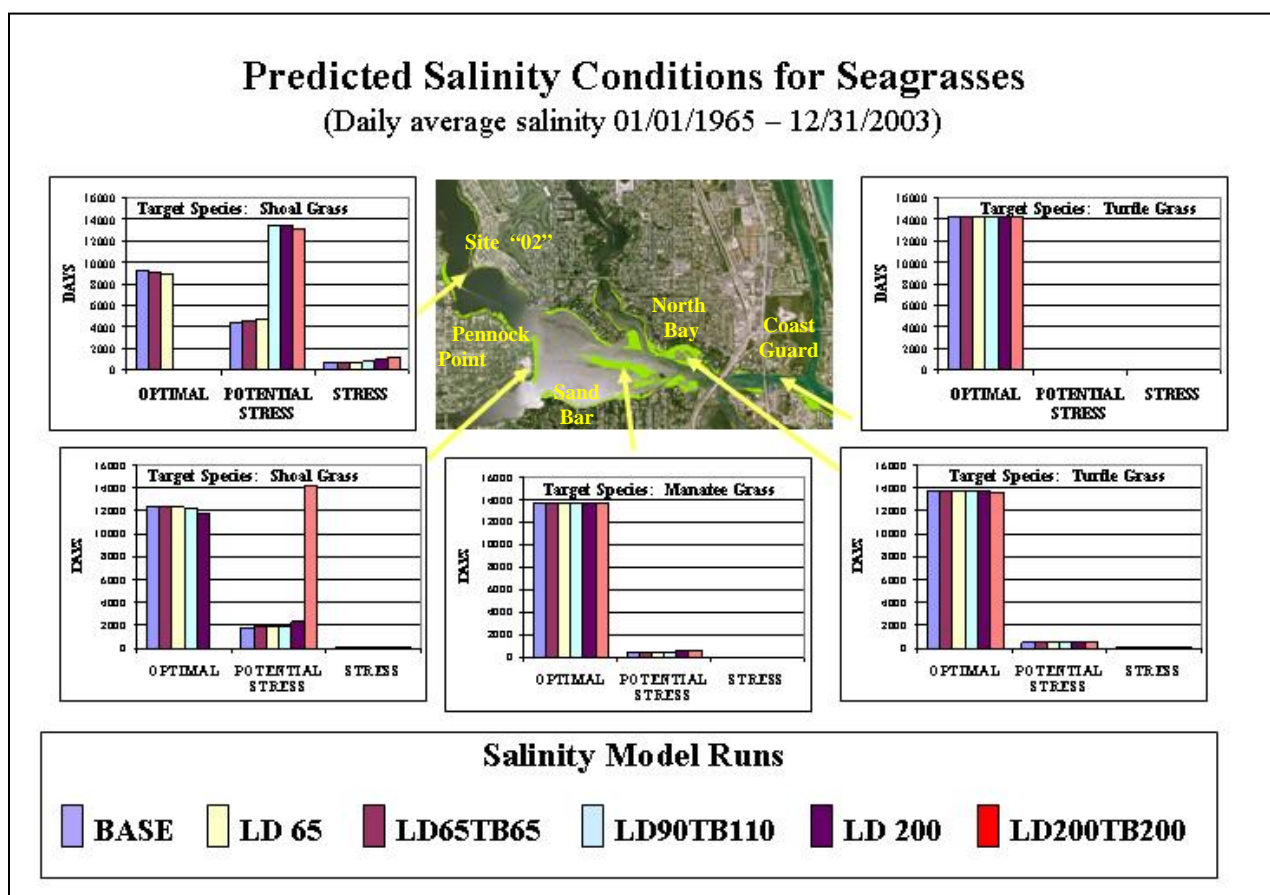 Predicted Salinity Conditions for Seagrasses
(Daily average salinity 01/01/1965 – 12/31/2003)
Target Species: Shoal Grass
DAYS
16000
14000
12000
10000
8000
6000
4000
2000
0
OPTIMAL POTENTIAL STRESS
STRESS
Site "02"
North
Bay
Coast
Guard
Pennock
Point
Sand
Bar
Target Species: Turtle Grass
DAYS
16000
14000
12000
10000
8000
6000
4000
2000
0
OPTIMAL POTENTIAL STRESS
STRESS
Target Species: Shoal Grass
DAYS
16000
14000
12000
10000
8000
6000
4000
2000
0
OPTIMAL POTENTIAL STRESS
STRESS
Target Species: Manatee Grass
DAYS
16000
14000
12000
10000
8000
6000
4000
2000
0
OPTIMAL POTENTIAL STRESS
STRESS
Target Species: Turtle Grass
DAYS
16000
14000
12000
10000
8000
6000
4000
2000
0
OPTIMAL POTENTIAL STRESS
STRESS
Salinity Model Runs
BASE LD 65 LD65TB65 LD90TB110 LD 200 LD200TB200